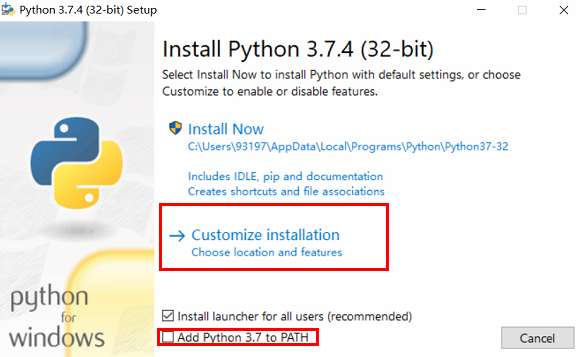 Python 3.7.4 (32-bit) Setup
Install Python 3.7.4 (32-bit)
Select Install Now to install Python with default settings, or choose
Customize to enable or disable features.
Install Now
C:\Users\93197\AppData\Local\Programs\Python\Python37-32
Includes IDLE, pip and documentation
Creates shortcuts and file associations
Customize installation
Choose location and features
Install launcher for all users (recommended)
Add Python 3.7 to PATH
python
for
windows
Cancel